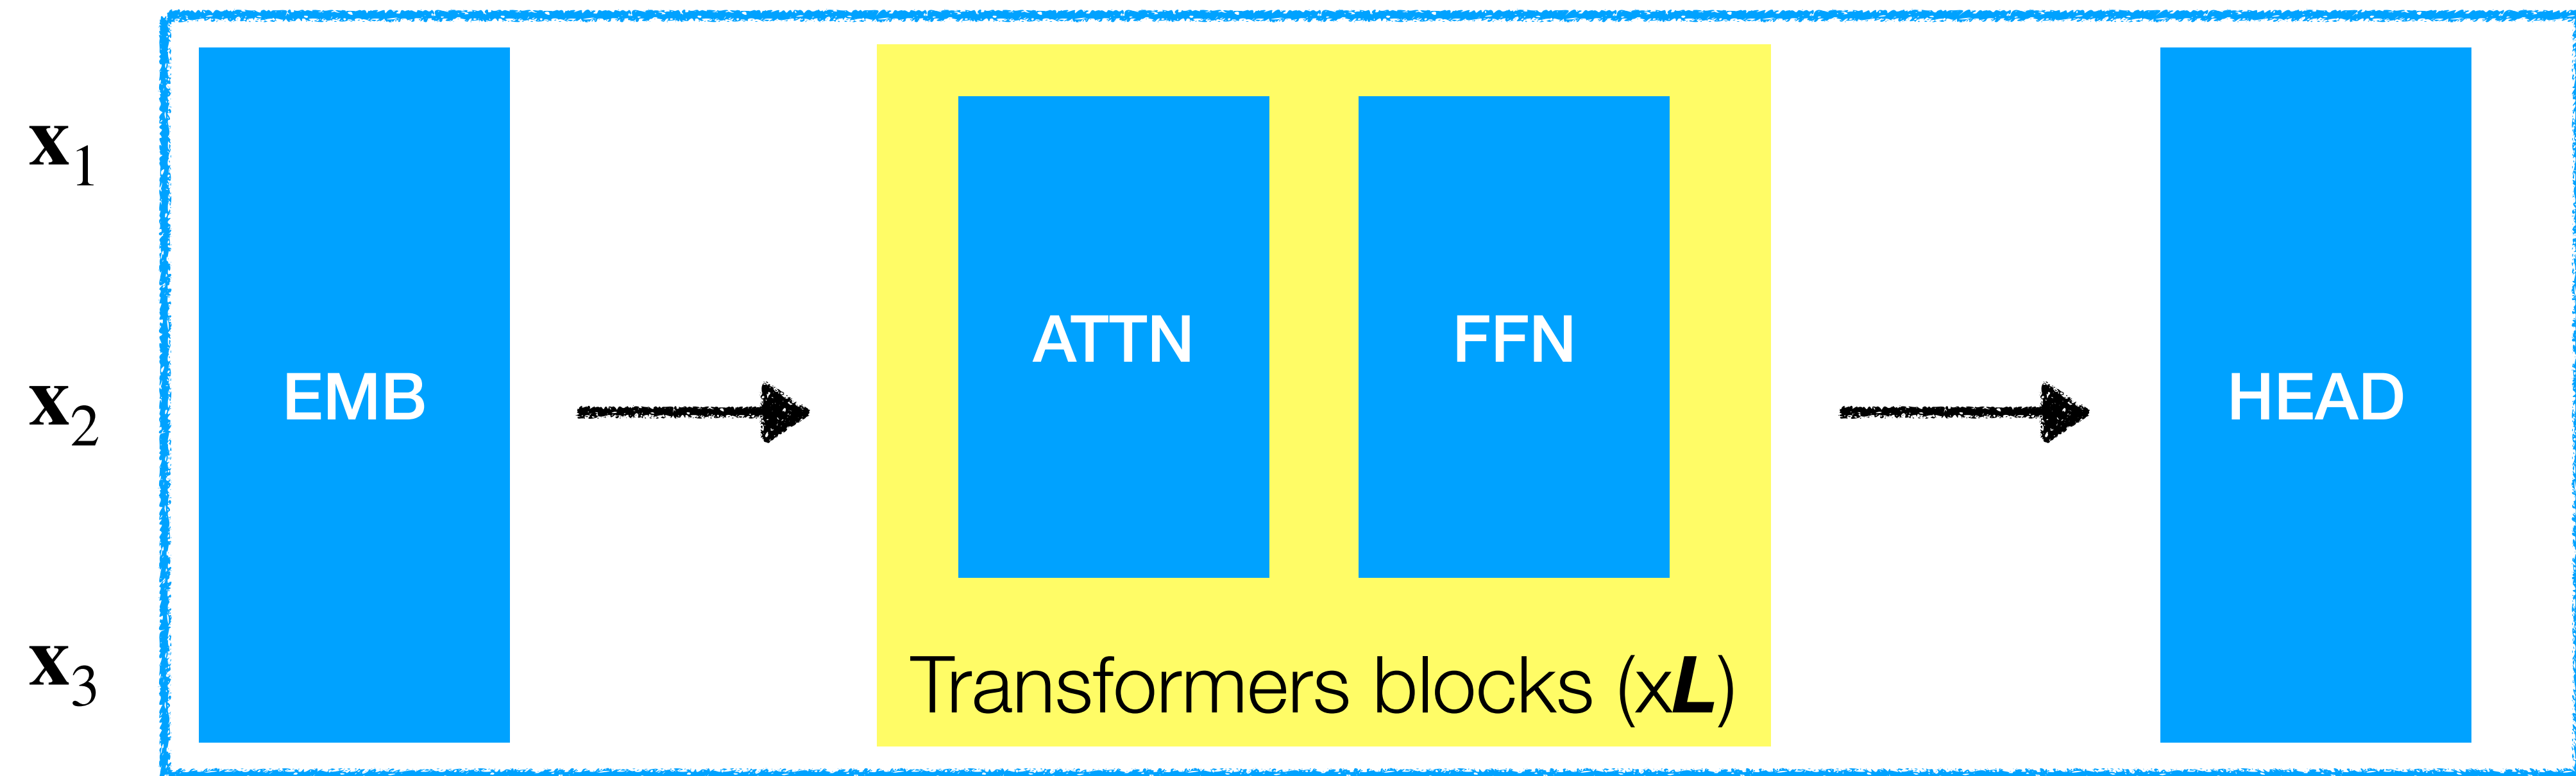 x₁
ATTN FFN
EMB
x₂
HEAD
x₃
Transformers blocks (xL)